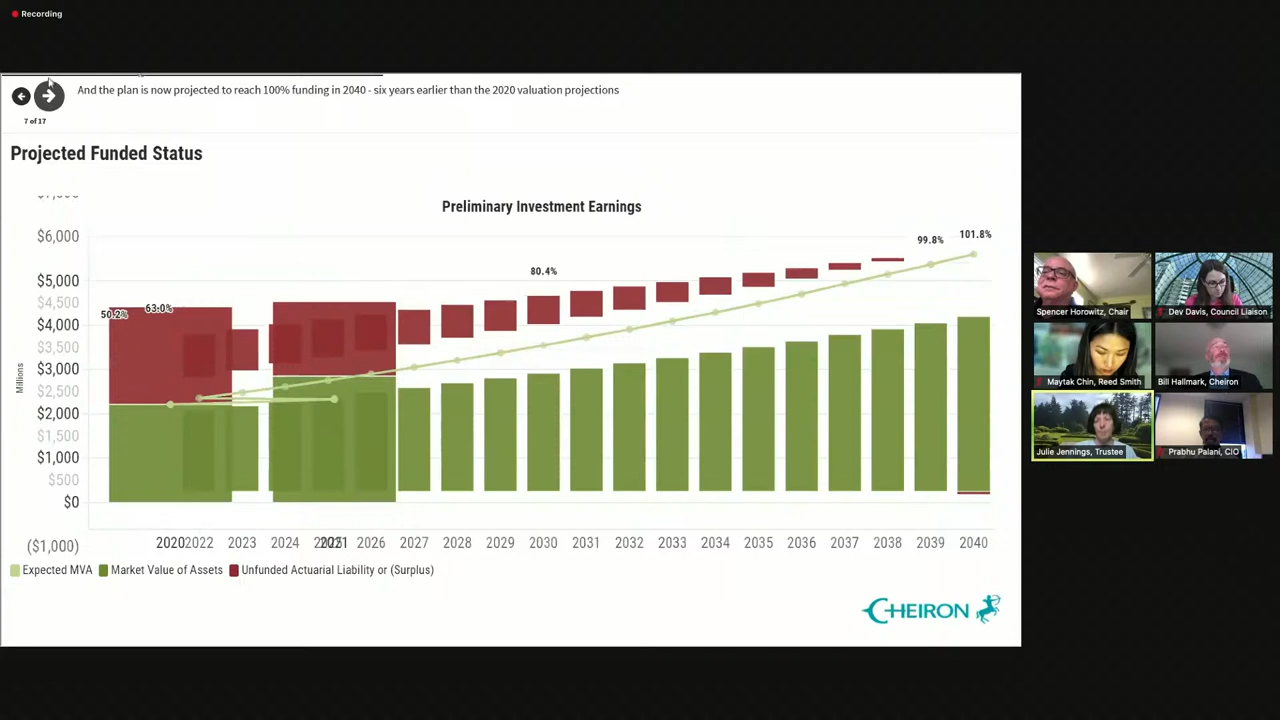 Recording
And the plan is now projected to reach 100% funding in 2040 - six years earlier than the 2020 valuation projections
7 of 17
Projected Funded Status
Preliminary Investment Earnings
$6,000
$5,000
$4,500
$4,000
$3,500
$3,000
$2,500
$2,000
$1,500
$1,000
$500
$0
($1,000)
Millions
50.2%
63.0%
80.4%
99.8%
101.8%
2020 2022 2023 2024 2021 2026 2027 2028 2029 2030 2031 2032 2033 2034 2035 2036 2037 2038 2039 2040
Expected MVA Market Value of Assets Unfunded Actuarial Liability or (Surplus)
CHEIRON
Spencer Horowitz, Chair
Dev Davis, Council Liaison
Maytak Chin, Reed Smith
Bill Hallmark, Cheiron
Julie Jennings, Trustee
Prabhu Palani, CIO